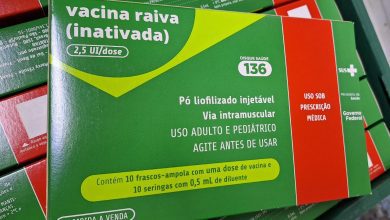 vacina raiva
(inativada)
2,5 UI/dose
DISQUE SAÚDE
136
Pó liofilizado injetável
Via intramuscular
USO ADULTO E PEDIÁTRICO
AGITE ANTES DE USAR
USO SOB
PRESCRIÇÃO
MÉDICA
SUS
Governo
Federal
Contém 10 frascos-ampola com uma dose de vacina e
10 seringas com 0,5 mL de diluente
A VENDA